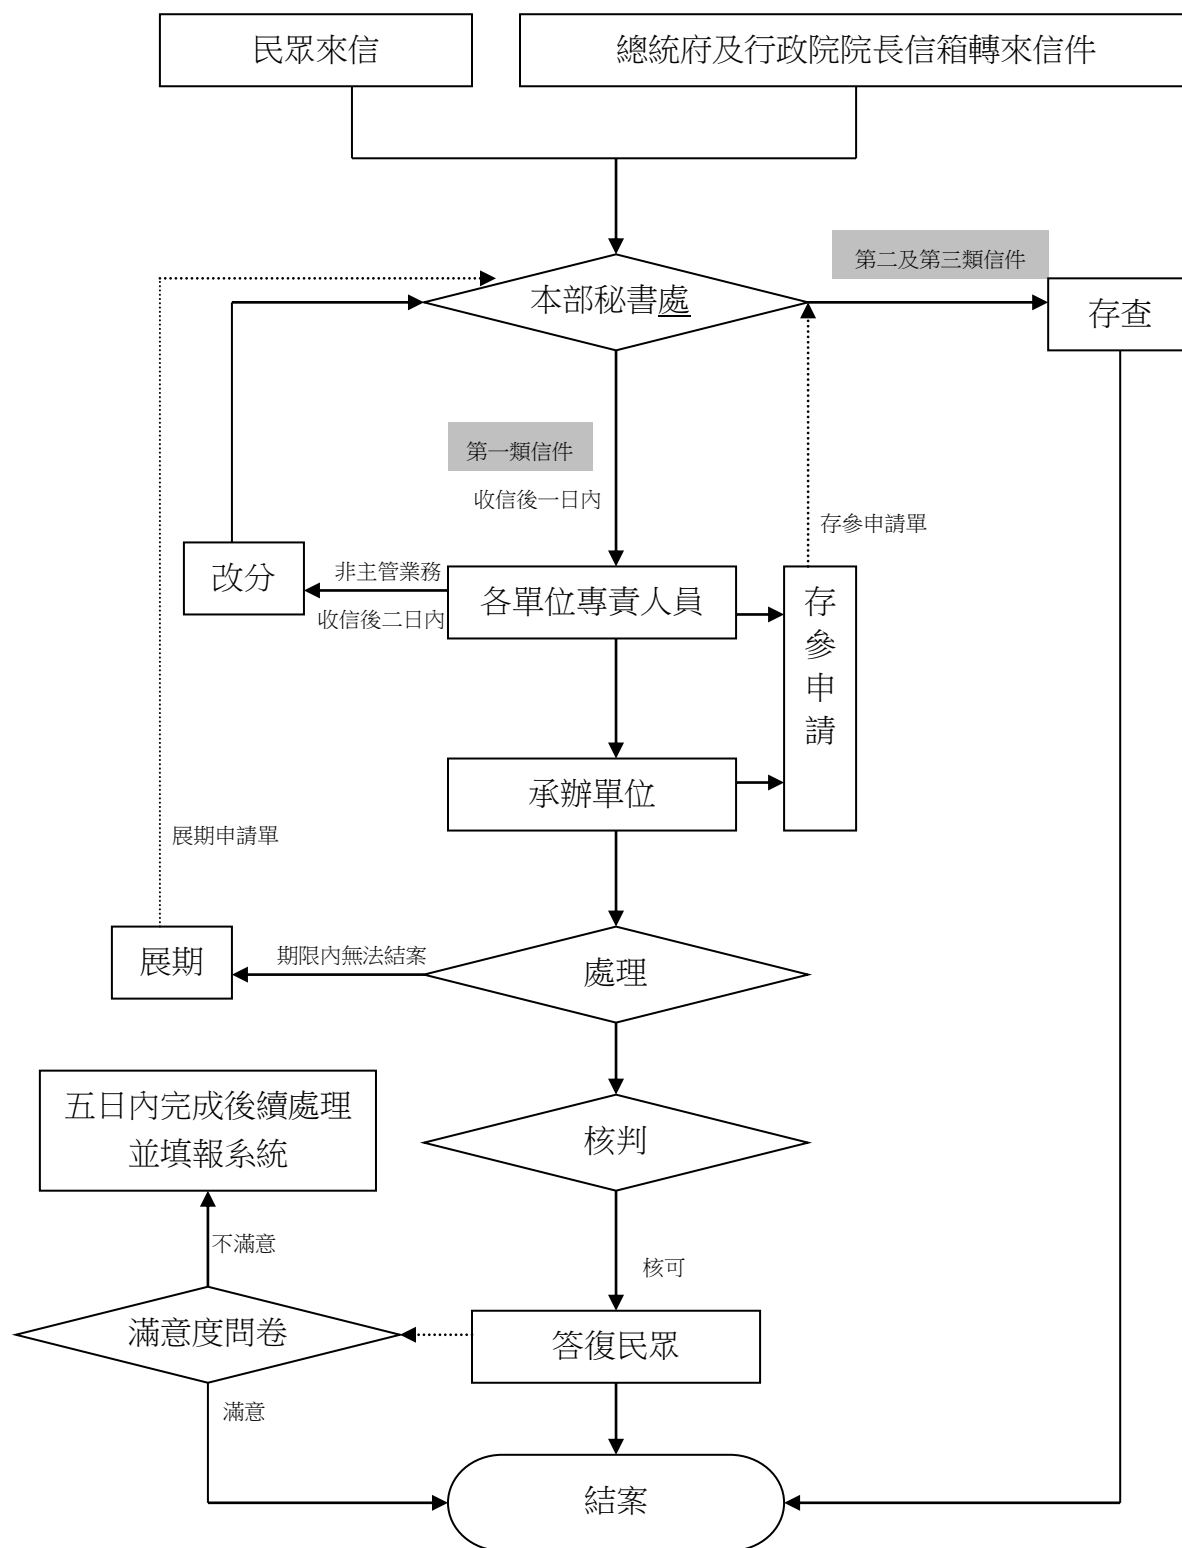 民眾來信
總統府及行政院院長信箱轉來信件
第二及第三類信件
本部秘書處
存查
第一類信件
收信後一日內
存參申請單
改分
非主管業務
收信後二日內
各單位專責人員
存參申請
承辦單位
展期申請單
展期
期限內無法結案
處理
五日內完成後續處理
並填報系統
核判
不滿意
核可
滿意度問卷
答復民眾
滿意
結案